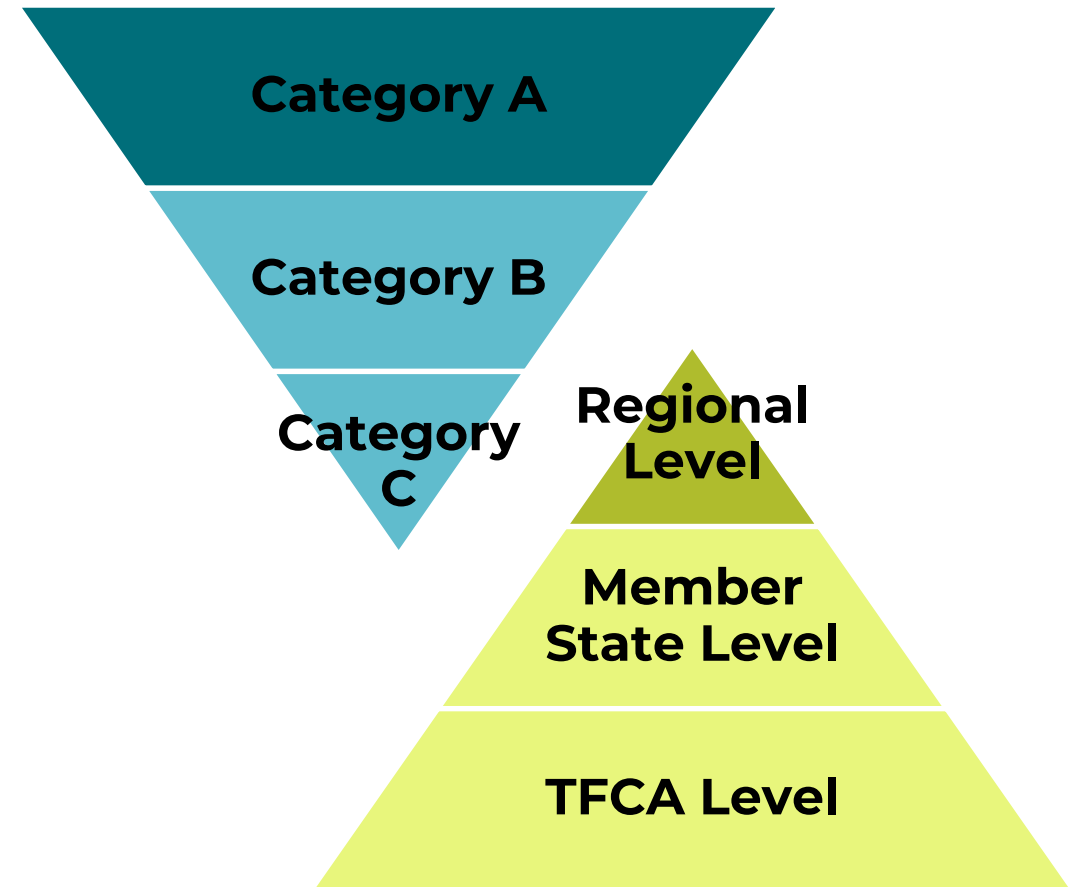 Category A
Category B
Category
C
Regional
Level
Member
State Level
TFCA Level